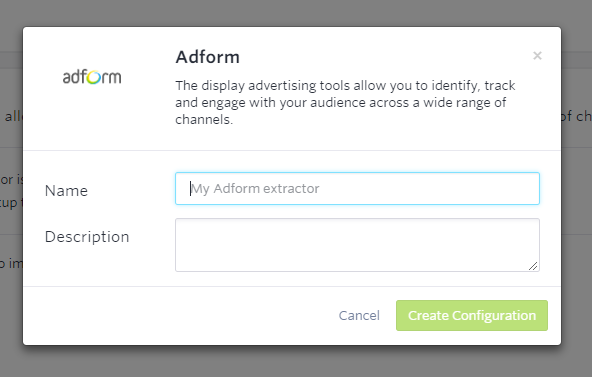 adform
Adform
×
The display advertising tools allow you to identify, track
and engage with your audience across a wide range of
channels.
Name
My Adform extractor
Description
Cancel
Create Configuration